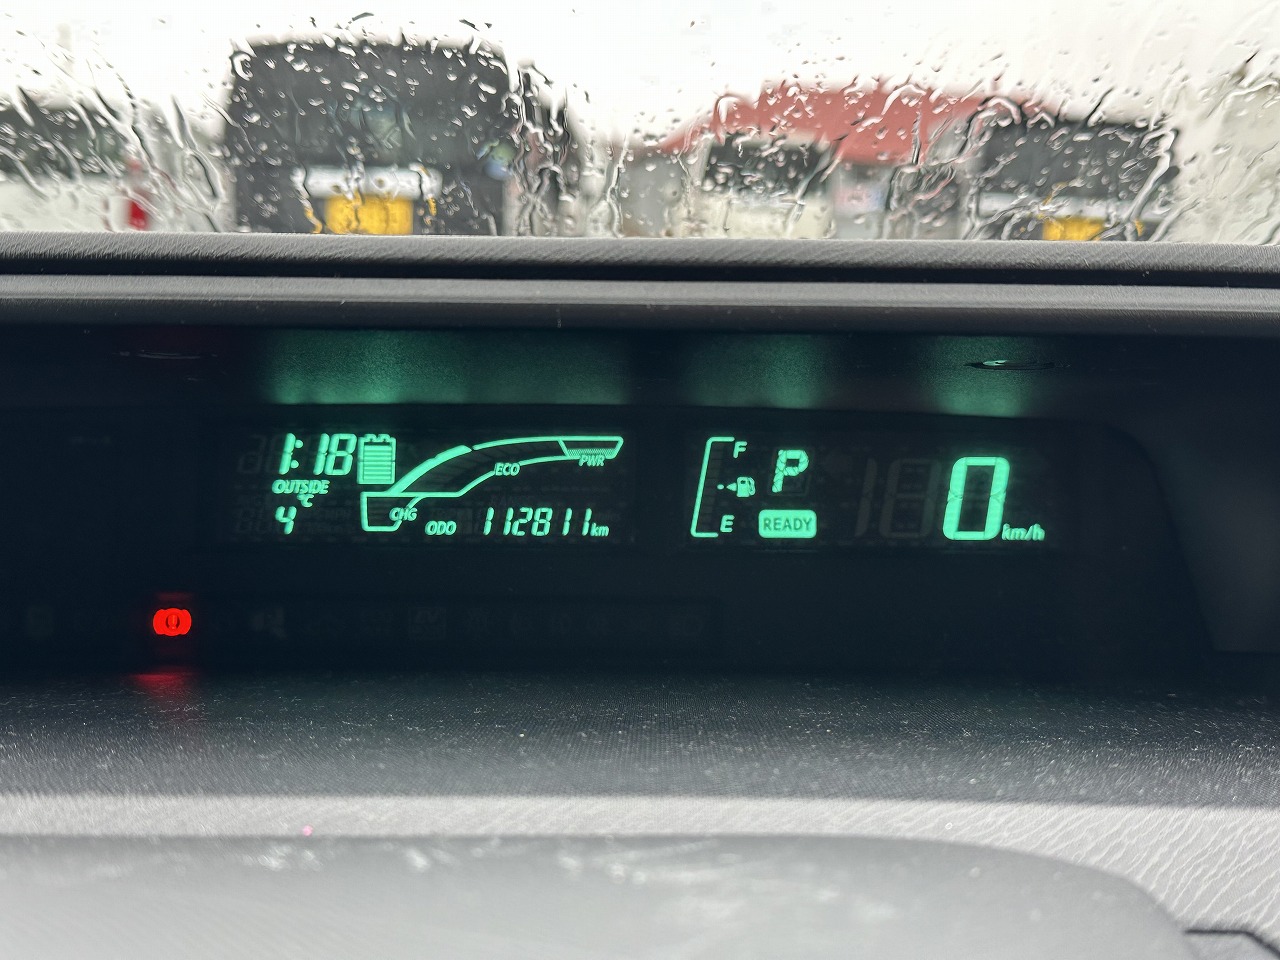 1:18
OUTSIDE
°C
4
CHG
ECO
PWR
ODO 112811 km
F
E
P
READY
0 km/h